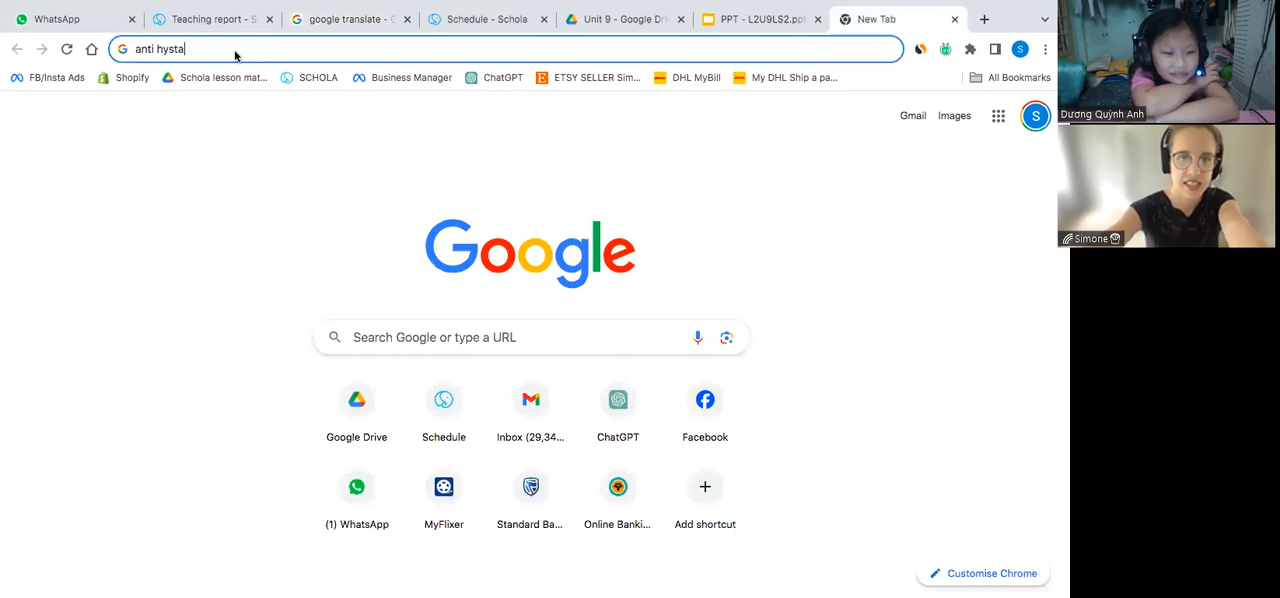 WhatsApp
Teaching report - S
google translate - G
Schedule - Schola
Unit 9 - Google Dri
PPT - L2U9LS2.ppt
New Tab
anti hysta
S
FB/Insta Ads
Shopify
Schola lesson mat...
SCHOLA
Business Manager
ChatGPT
ETSY SELLER Sim...
DHL MyBill
My DHL Ship a pa...
All Bookmarks
Gmail
Images
S
Dương Quỳnh Anh
Simone
Google
Search Google or type a URL
Google Drive
Schedule
Inbox (29,34...
ChatGPT
Facebook
(1) WhatsApp
MyFlixer
Standard Ba...
Online Banki...
Add shortcut
Customise Chrome